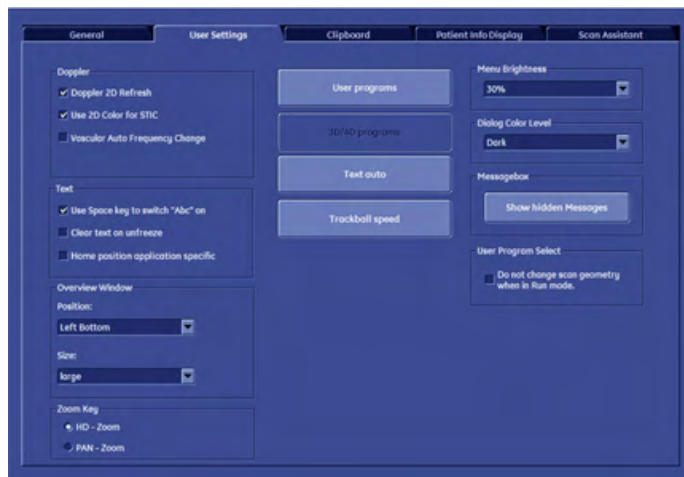 General
User Settings
Clipboard
Patient Info Display
Scan Assistant
Doppler
Doppler 2D Refresh
Use 2D Color for STIC
Vascular Auto Frequency Change
Text
Use Space key to switch "Abc" on
Clear text on unfreeze
Home position application specific
Overview Window
Position:
Left Bottom
Size:
large
Zoom Key
HD - Zoom
PAN - Zoom
User programs
3D/4D programs
Text auto
Trackball speed
Menu Brightness
30%
Dialog Color Level
Dark
Messagebox
Show hidden Messages
User Program Select
Do not change scan geometry
when in Run mode.